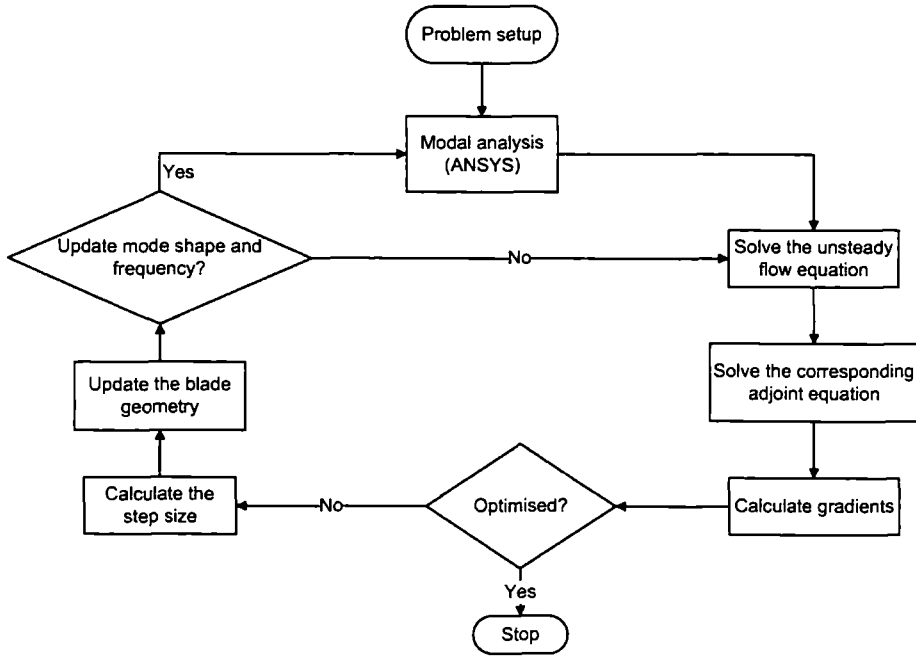 Problem setup
Modal analysis
(ANSYS)
Yes
Update mode shape and
frequency?
No
Solve the unsteady
flow equation
Update the blade
geometry
Solve the corresponding
adjoint equation
Calculate the
step size
No
Optimised?
Calculate gradients
Yes
Stop